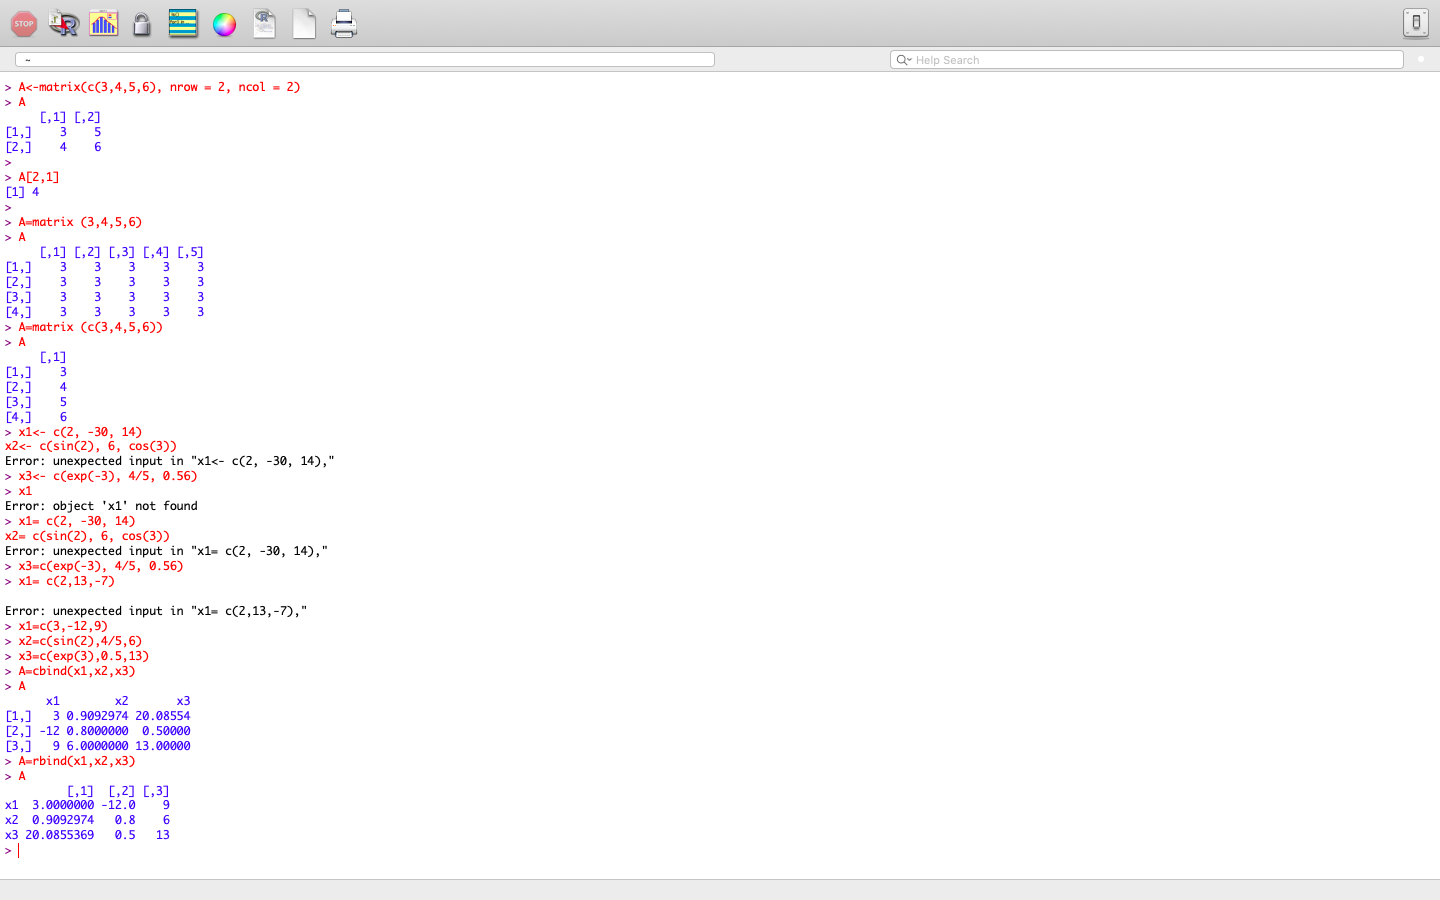 STOP
~
Help Search
> A<-matrix(c(3,4,5,6), nrow = 2, ncol = 2)
> A
     [,1] [,2]
[1,]    3    5
[2,]    4    6
>
> A[2,1]
[1] 4
>
> A=matrix (3,4,5,6)
> A
     [,1] [,2] [,3] [,4] [,5]
[1,]    3    3    3    3    3
[2,]    3    3    3    3    3
[3,]    3    3    3    3    3
[4,]    3    3    3    3    3
> A=matrix (c(3,4,5,6))
> A
     [,1]
[1,]    3
[2,]    4
[3,]    5
[4,]    6
> x1<- c(2, -30, 14)
x2<- c(sin(2), 6, cos(3))
Error: unexpected input in "x1<- c(2, -30, 14),"
> x3<- c(exp(-3), 4/5, 0.56)
> x1
Error: object 'x1' not found
> x1= c(2, -30, 14)
x2= c(sin(2), 6, cos(3))
Error: unexpected input in "x1= c(2, -30, 14),"
> x3=c(exp(-3), 4/5, 0.56)
> x1= c(2,13,-7)
Error: unexpected input in "x1= c(2,13,-7),"
> x1=c(3,-12,9)
> x2=c(sin(2),4/5,6)
> x3=c(exp(3),0.5,13)
> A=cbind(x1,x2,x3)
> A
      x1        x2       x3
[1,]   3 0.9092974 20.08554
[2,] -12 0.8000000  0.50000
[3,]   9 6.0000000 13.00000
> A=rbind(x1,x2,x3)
> A
         [,1]  [,2] [,3]
x1  3.0000000 -12.0    9
x2  0.9092974   0.8    6
x3 20.0855369   0.5   13
>